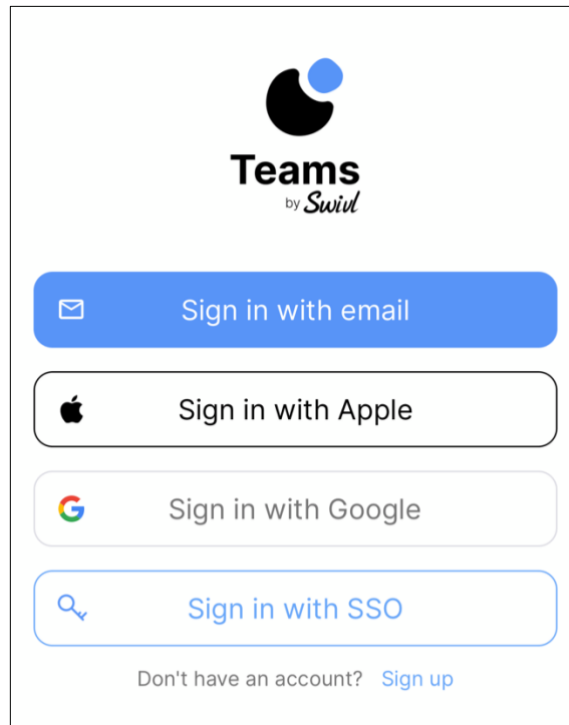 Teams
by Swivl
Sign in with email
Sign in with Apple
Sign in with Google
Sign in with SSO
Don't have an account? Sign up